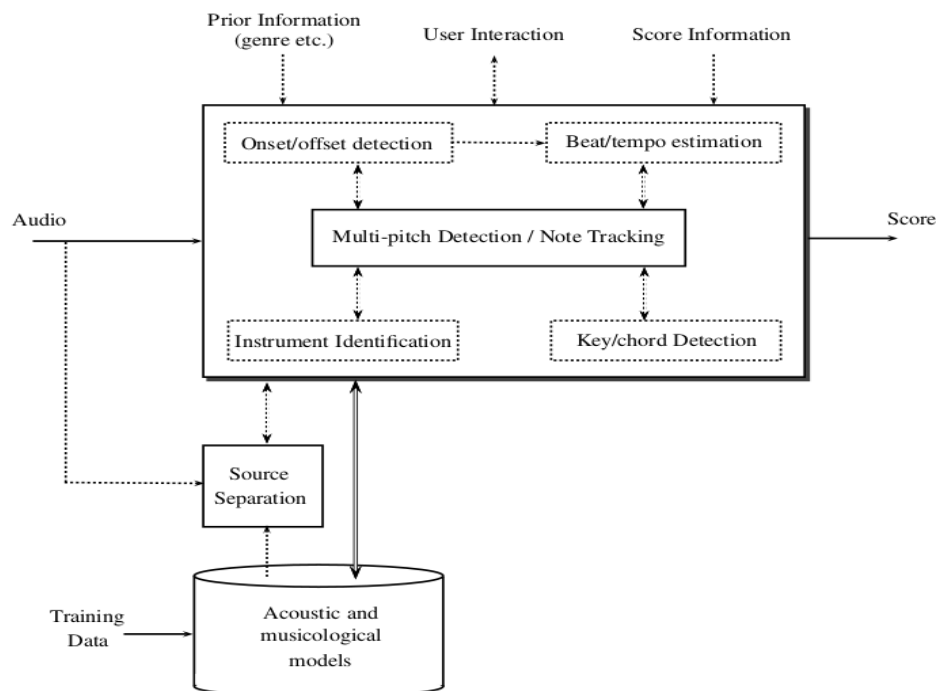 Prior Information
(genre etc.)
User Interaction
Score Information
Onset/offset detection
Beat/tempo estimation
Audio
Score
Multi-pitch Detection / Note Tracking
Instrument Identification
Key/chord Detection
Source
Separation
Training
Data
Acoustic and
musicological
models